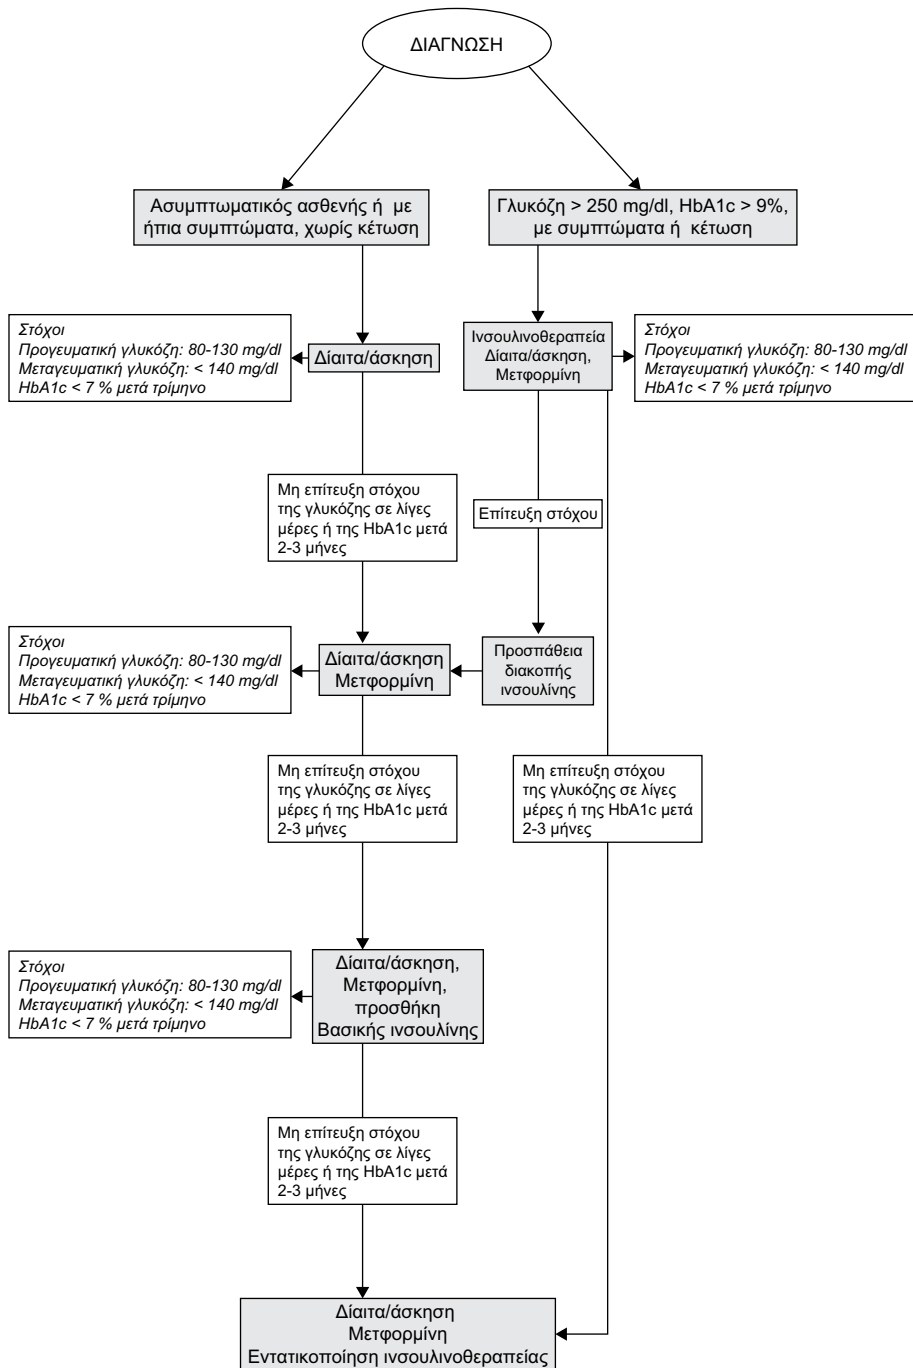 ΔΙΑΓΝΩΣΗ
Ασυμπτωματικός ασθενής ή με
ήπια συμπτώματα, χωρίς κέτωση
Γλυκόζη > 250 mg/dl, HbA1c > 9%,
με συμπτώματα ή κέτωση
Στόχοι
Προγευματική γλυκόζη: 80-130 mg/dl
Μεταγευματική γλυκόζη: < 140 mg/dl
HbA1c < 7 % μετά τρίμηνο
Δίαιτα/άσκηση
Ινσουλινοθεραπεία
Δίαιτα/άσκηση,
Μετφορμίνη
Στόχοι
Προγευματική γλυκόζη: 80-130 mg/dl
Μεταγευματική γλυκόζη: < 140 mg/dl
HbA1c < 7 % μετά τρίμηνο
Μη επίτευξη στόχου
της γλυκόζης σε λίγες
μέρες ή της HbA1c μετά
2-3 μήνες
Επίτευξη στόχου
Στόχοι
Προγευματική γλυκόζη: 80-130 mg/dl
Μεταγευματική γλυκόζη: < 140 mg/dl
HbA1c < 7 % μετά τρίμηνο
Δίαιτα/άσκηση
Μετφορμίνη
Προσπάθεια
διακοπής
ινσουλίνης
Μη επίτευξη στόχου
της γλυκόζης σε λίγες
μέρες ή της HbA1c μετά
2-3 μήνες
Μη επίτευξη στόχου
της γλυκόζης σε λίγες
μέρες ή της HbA1c μετά
2-3 μήνες
Στόχοι
Προγευματική γλυκόζη: 80-130 mg/dl
Μεταγευματική γλυκόζη: < 140 mg/dl
HbA1c < 7 % μετά τρίμηνο
Δίαιτα/άσκηση,
Μετφορμίνη,
προσθήκη
Βασικής ινσουλίνης
Μη επίτευξη στόχου
της γλυκόζης σε λίγες
μέρες ή της HbA1c μετά
2-3 μήνες
Δίαιτα/άσκηση
Μετφορμίνη
Εντατικοποίηση ινσουλινοθεραπείας